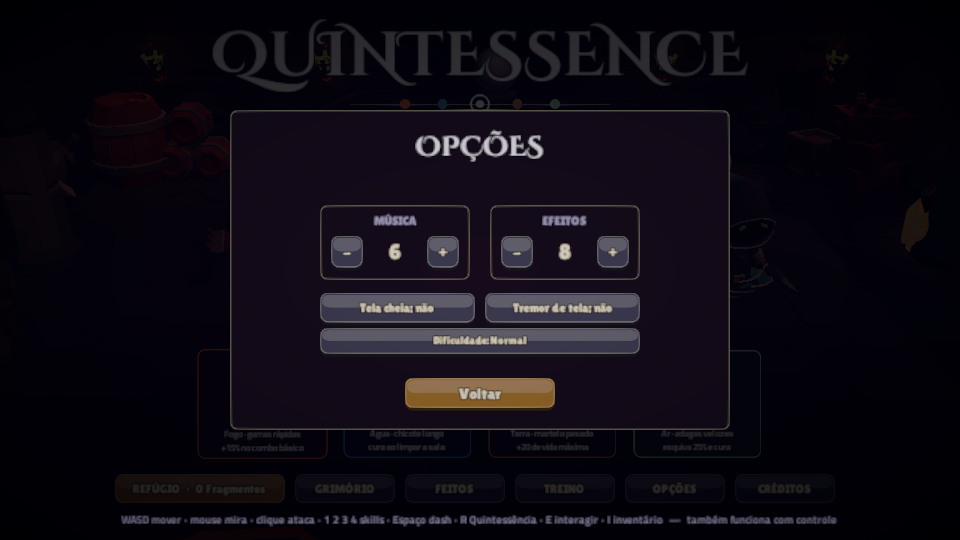 QUINTESSENCE
OPÇÕES
MÚSICA
EFEITOS
- 6 +
- 8 +
Tela cheia: não
Tremor de tela: não
Dificuldade: Normal
Voltar
Fogo · garras rápidas
+15% no combo básico
Água · chicote longo
cura ao limpar a sala
Terra · martelo pesado
+20 de vida máxima
Ar · adagas velozes
esquiva 25% e cura
REFÚGIO · 0 Fragmentos
GRIMÓRIO
FEITOS
TREINO
OPÇÕES
CRÉDITOS
WASD mover · mouse mira · clique ataca · 1 2 3 4 skills · Espaço dash · R Quintessência · E interagir · I inventário — também funciona com controle